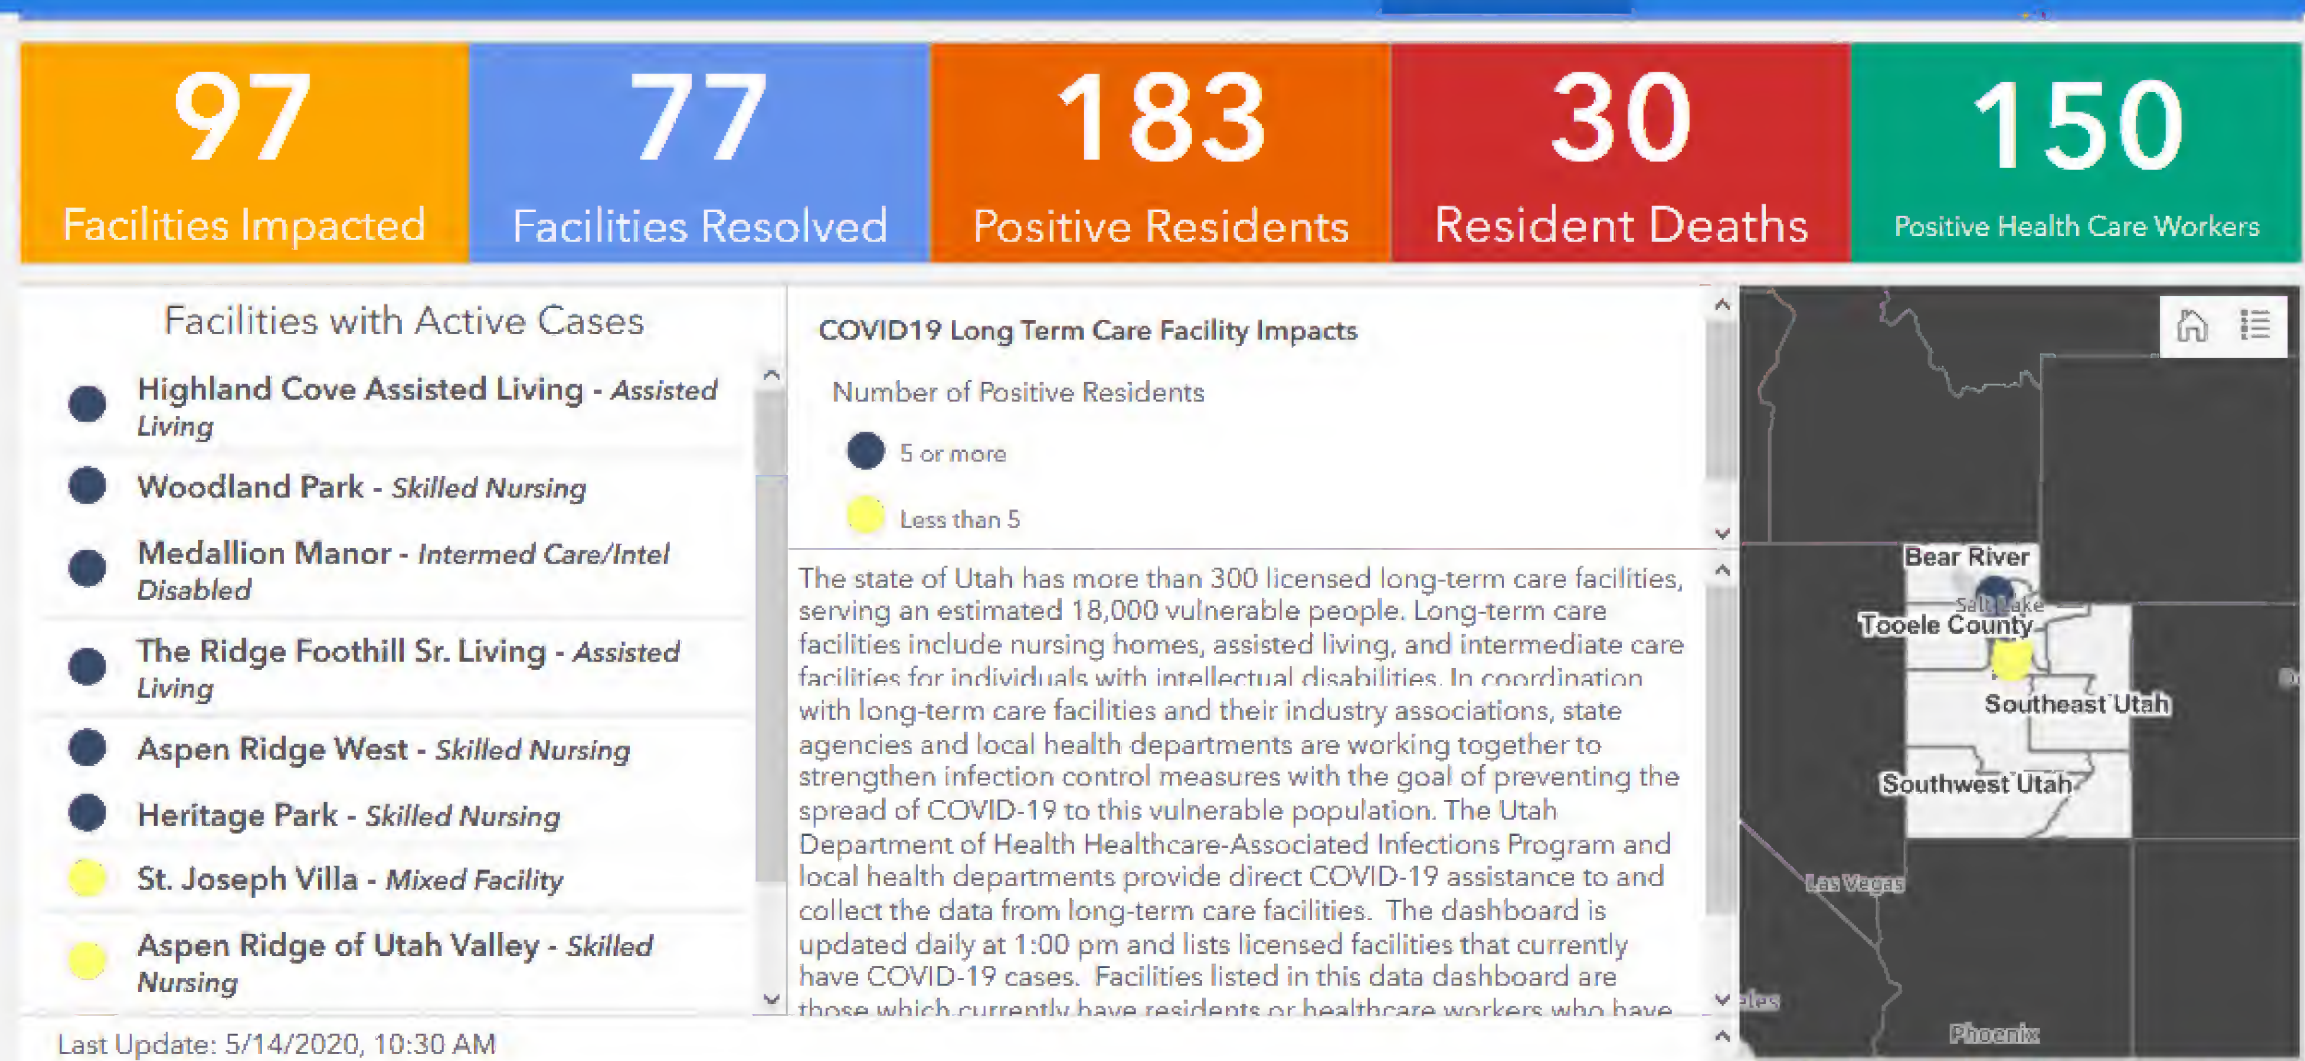 97
Facilities Impacted
77
Facilities Resolved
183
Positive Residents
30
Resident Deaths
150
Positive Health Care Workers
Facilities with Active Cases
Highland Cove Assisted Living - Assisted
Living
Woodland Park - Skilled Nursing
Medallion Manor - Intermed Care/Intel
Disabled
The Ridge Foothill Sr. Living - Assisted
Living
Aspen Ridge West - Skilled Nursing
Heritage Park - Skilled Nursing
St. Joseph Villa - Mixed Facility
Aspen Ridge of Utah Valley - Skilled
Nursing
Last Update: 5/14/2020, 10:30 AM
COVID19 Long Term Care Facility Impacts
Number of Positive Residents
5 or more
Less than 5
The state of Utah has more than 300 licensed long-term care facilities,
serving an estimated 18,000 vulnerable people. Long-term care
facilities include nursing homes, assisted living, and intermediate care
facilities for individuals with intellectual disabilities. In coordination
with long-term care facilities and their industry associations, state
agencies and local health departments are working together to
strengthen infection control measures with the goal of preventing the
spread of COVID-19 to this vulnerable population. The Utah
Department of Health Healthcare-Associated Infections Program and
local health departments provide direct COVID-19 assistance to and
collect the data from long-term care facilities. The dashboard is
updated daily at 1:00 pm and lists licensed facilities that currently
have COVID-19 cases. Facilities listed in this data dashboard are
those which currently have residents or healthcare workers who have
Bear River
Salt Lake
Tooele County
Southeast Utah
Southwest Utah
Las Vegas
Phoenix